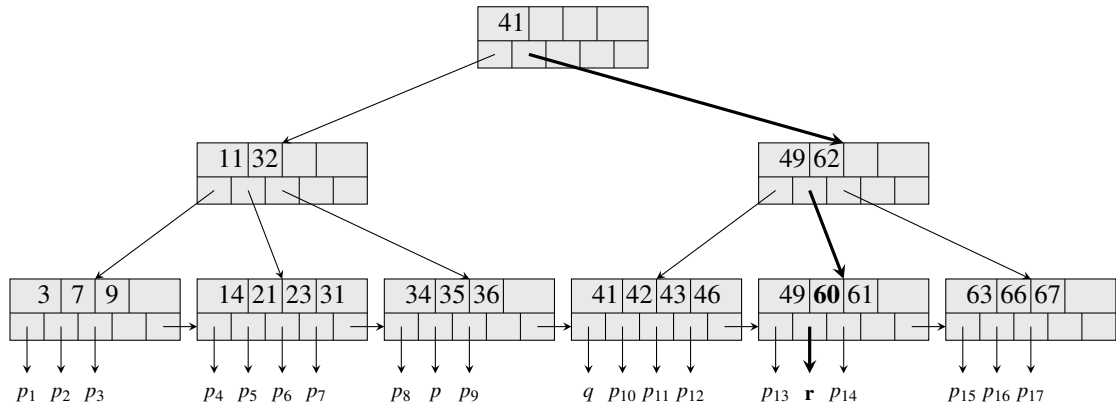 41
11 32
49 62
3 7 9
14 21 23 31
34 35 36
41 42 43 46
49 60 61
63 66 67
p1 p2 p3
p4 p5 p6 p7
p8 p p9
q p10 p11 p12
p13 r p14
p15 p16 p17